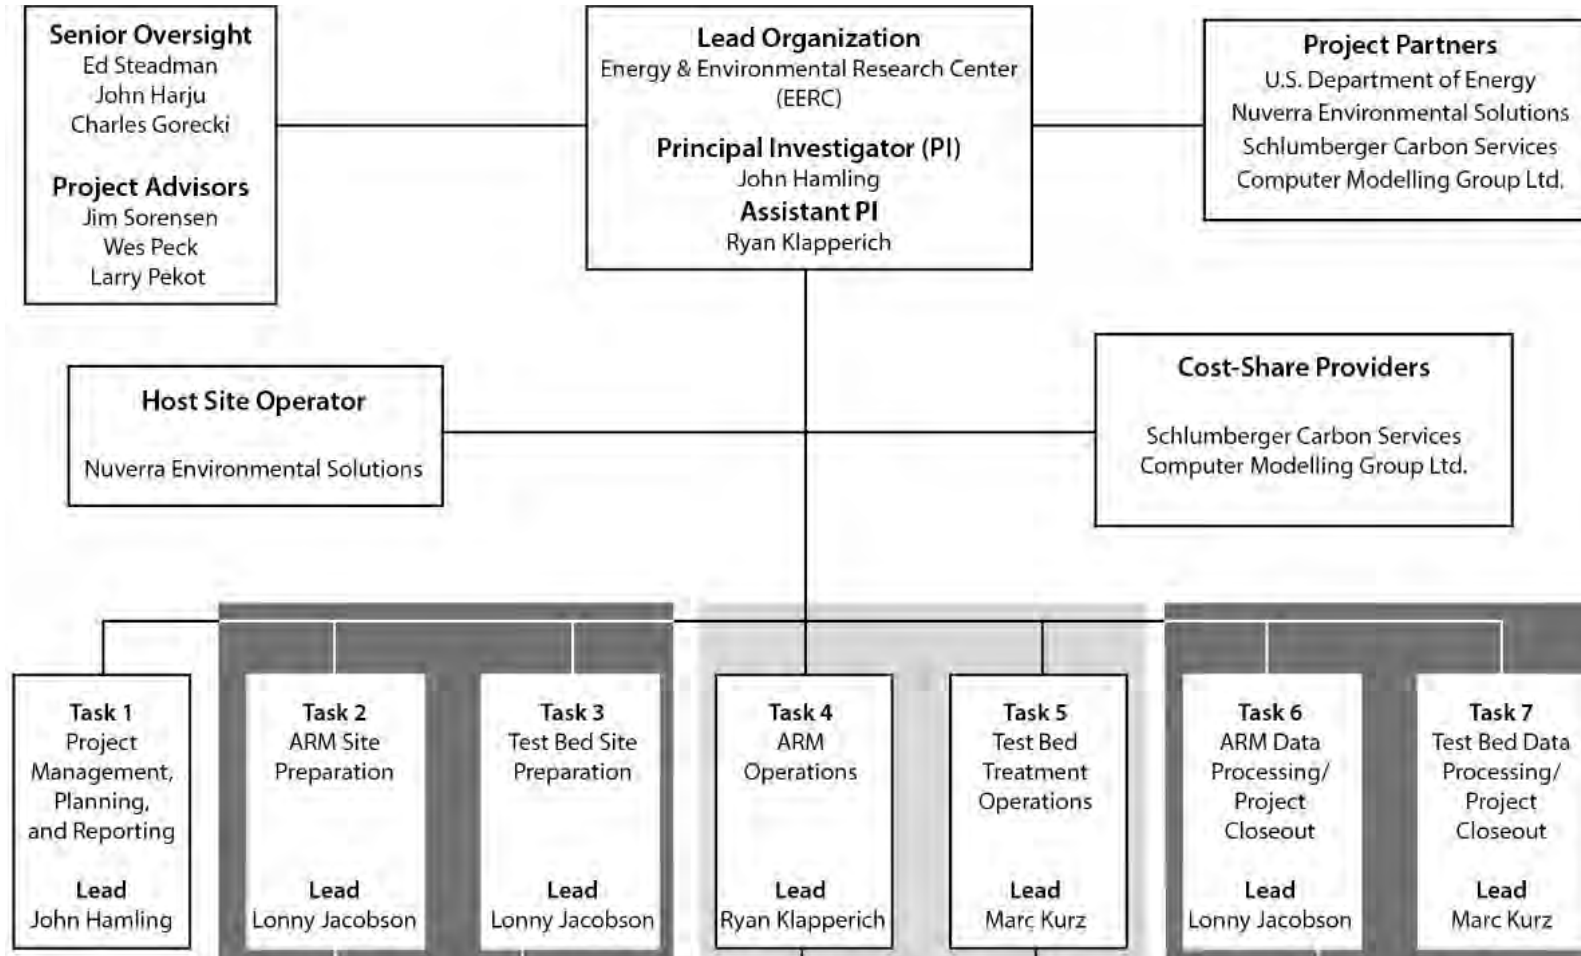 Senior Oversight
Ed Steadman
John Harju
Charles Gorecki
Project Advisors
Jim Sorensen
Wes Peck
Larry Pekot
Lead Organization
Energy & Environmental Research Center
(EERC)
Principal Investigator (PI)
John Hamling
Assistant PI
Ryan Klapperich
Project Partners
U.S. Department of Energy
Nuverra Environmental Solutions
Schlumberger Carbon Services
Computer Modelling Group Ltd.
Host Site Operator
Nuverra Environmental Solutions
Cost-Share Providers
Schlumberger Carbon Services
Computer Modelling Group Ltd.
Task 1
Project
Management,
Planning,
and Reporting
Lead
John Hamling
Task 2
ARM Site
Preparation
Lead
Lonny Jacobson
Task 3
Test Bed Site
Preparation
Lead
Lonny Jacobson
Task 4
ARM
Operations
Lead
Ryan Klapperich
Task 5
Test Bed
Treatment
Operations
Lead
Marc Kurz
Task 6
ARM Data
Processing/
Project
Closeout
Lead
Lonny Jacobson
Task 7
Test Bed Data
Processing/
Project
Closeout
Lead
Marc Kurz